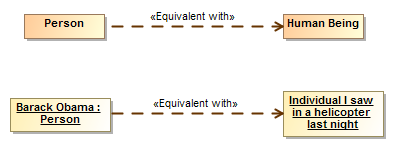 Person
«Equivalent with»
Human Being
Barack Obama :
Person
«Equivalent with»
Individual I saw
in a helicopter
last night